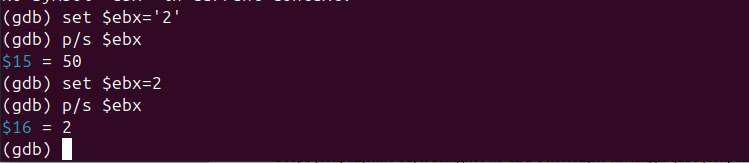 (gdb) set $ebx='2'
(gdb) p/s $ebx
$15 = 50
(gdb) set $ebx=2
(gdb) p/s $ebx
$16 = 2
(gdb)